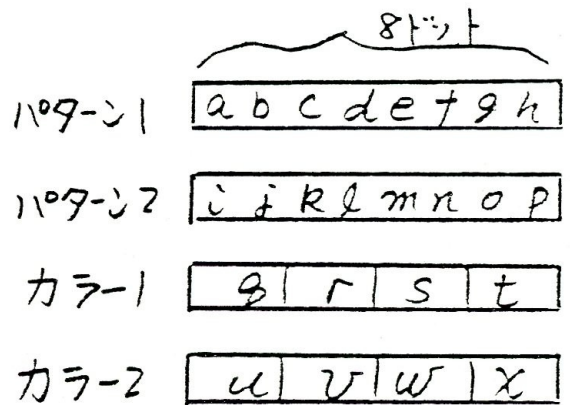 8ドット
パターン1 a b c d e f g h
パターン2 i j k l m n o p
カラー1 q r s t
カラー2 u v w x